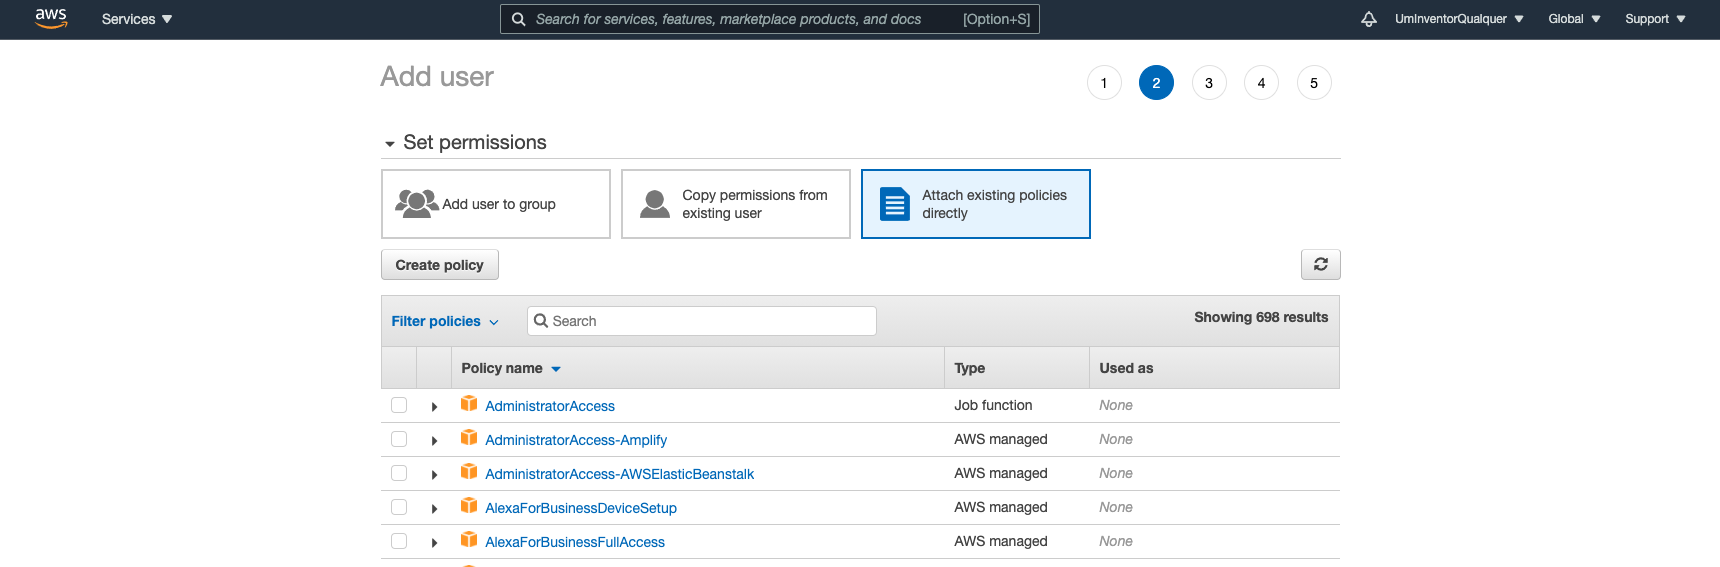 aws
Services
Search for services, features, marketplace products, and docs
[Option+S]
UmInventorQualquer
Global
Support
Add user
1
2
3
4
5
Set permissions
Add user to group
Copy permissions from
existing user
Attach existing policies
directly
Create policy
Filter policies
Search
Showing 698 results
Policy name
Type
Used as
AdministratorAccess
Job function
None
AdministratorAccess-Amplify
AWS managed
None
AdministratorAccess-AWSElasticBeanstalk
AWS managed
None
AlexaForBusinessDeviceSetup
AWS managed
None
AlexaForBusinessFullAccess
AWS managed
None